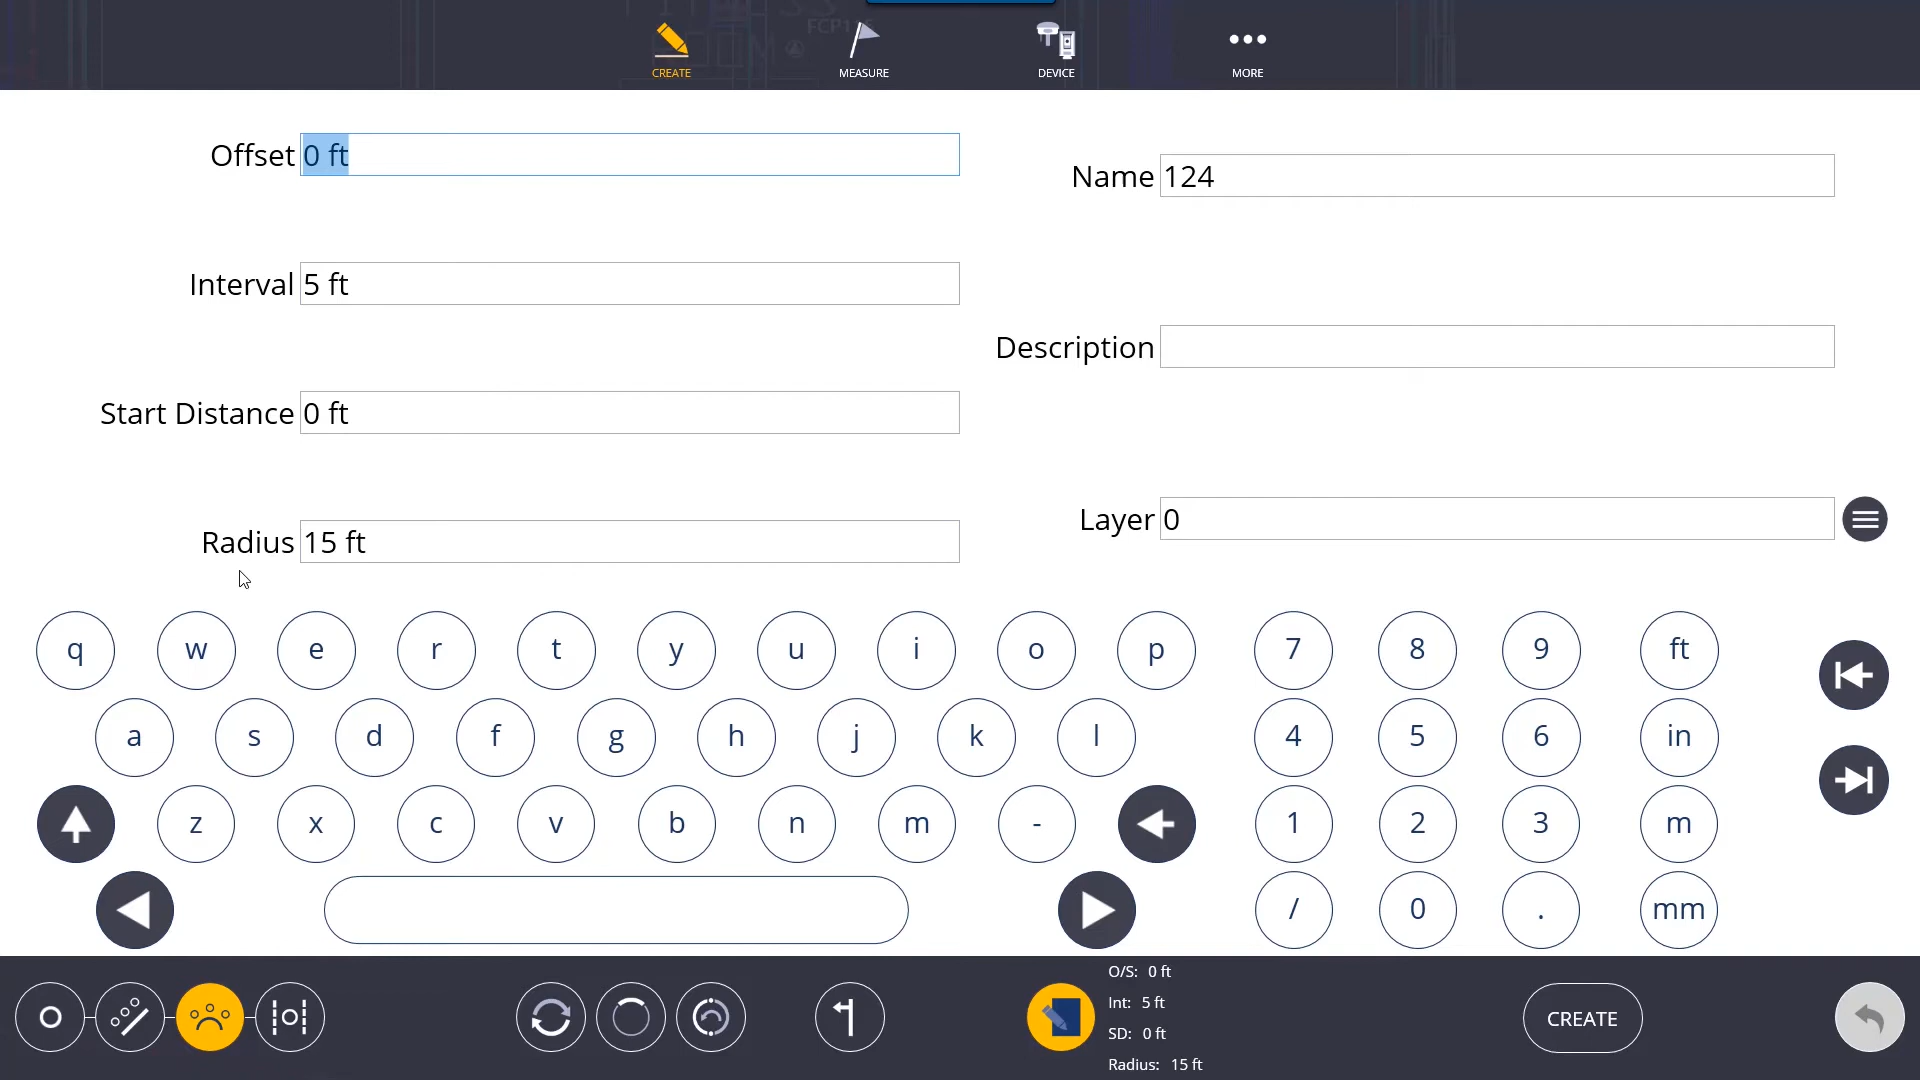 CREATE
MEASURE
DEVICE
MORE
Offset 0 ft
Name 124
Interval 5 ft
Description
Start Distance 0 ft
Layer 0
Radius 15 ft
q w e r t y u i o p 7 8 9 ft
a s d f g h j k l 4 5 6 in
z x c v b n m - 1 2 3 m
/ 0 . mm
O/S: 0 ft
Int: 5 ft
SD: 0 ft
Radius: 15 ft
CREATE